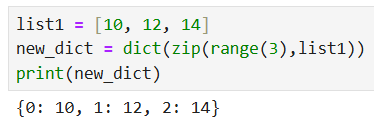 list1 = [10, 12, 14]
new_dict = dict(zip(range(3),list1))
print(new_dict)
{0: 10, 1: 12, 2: 14}